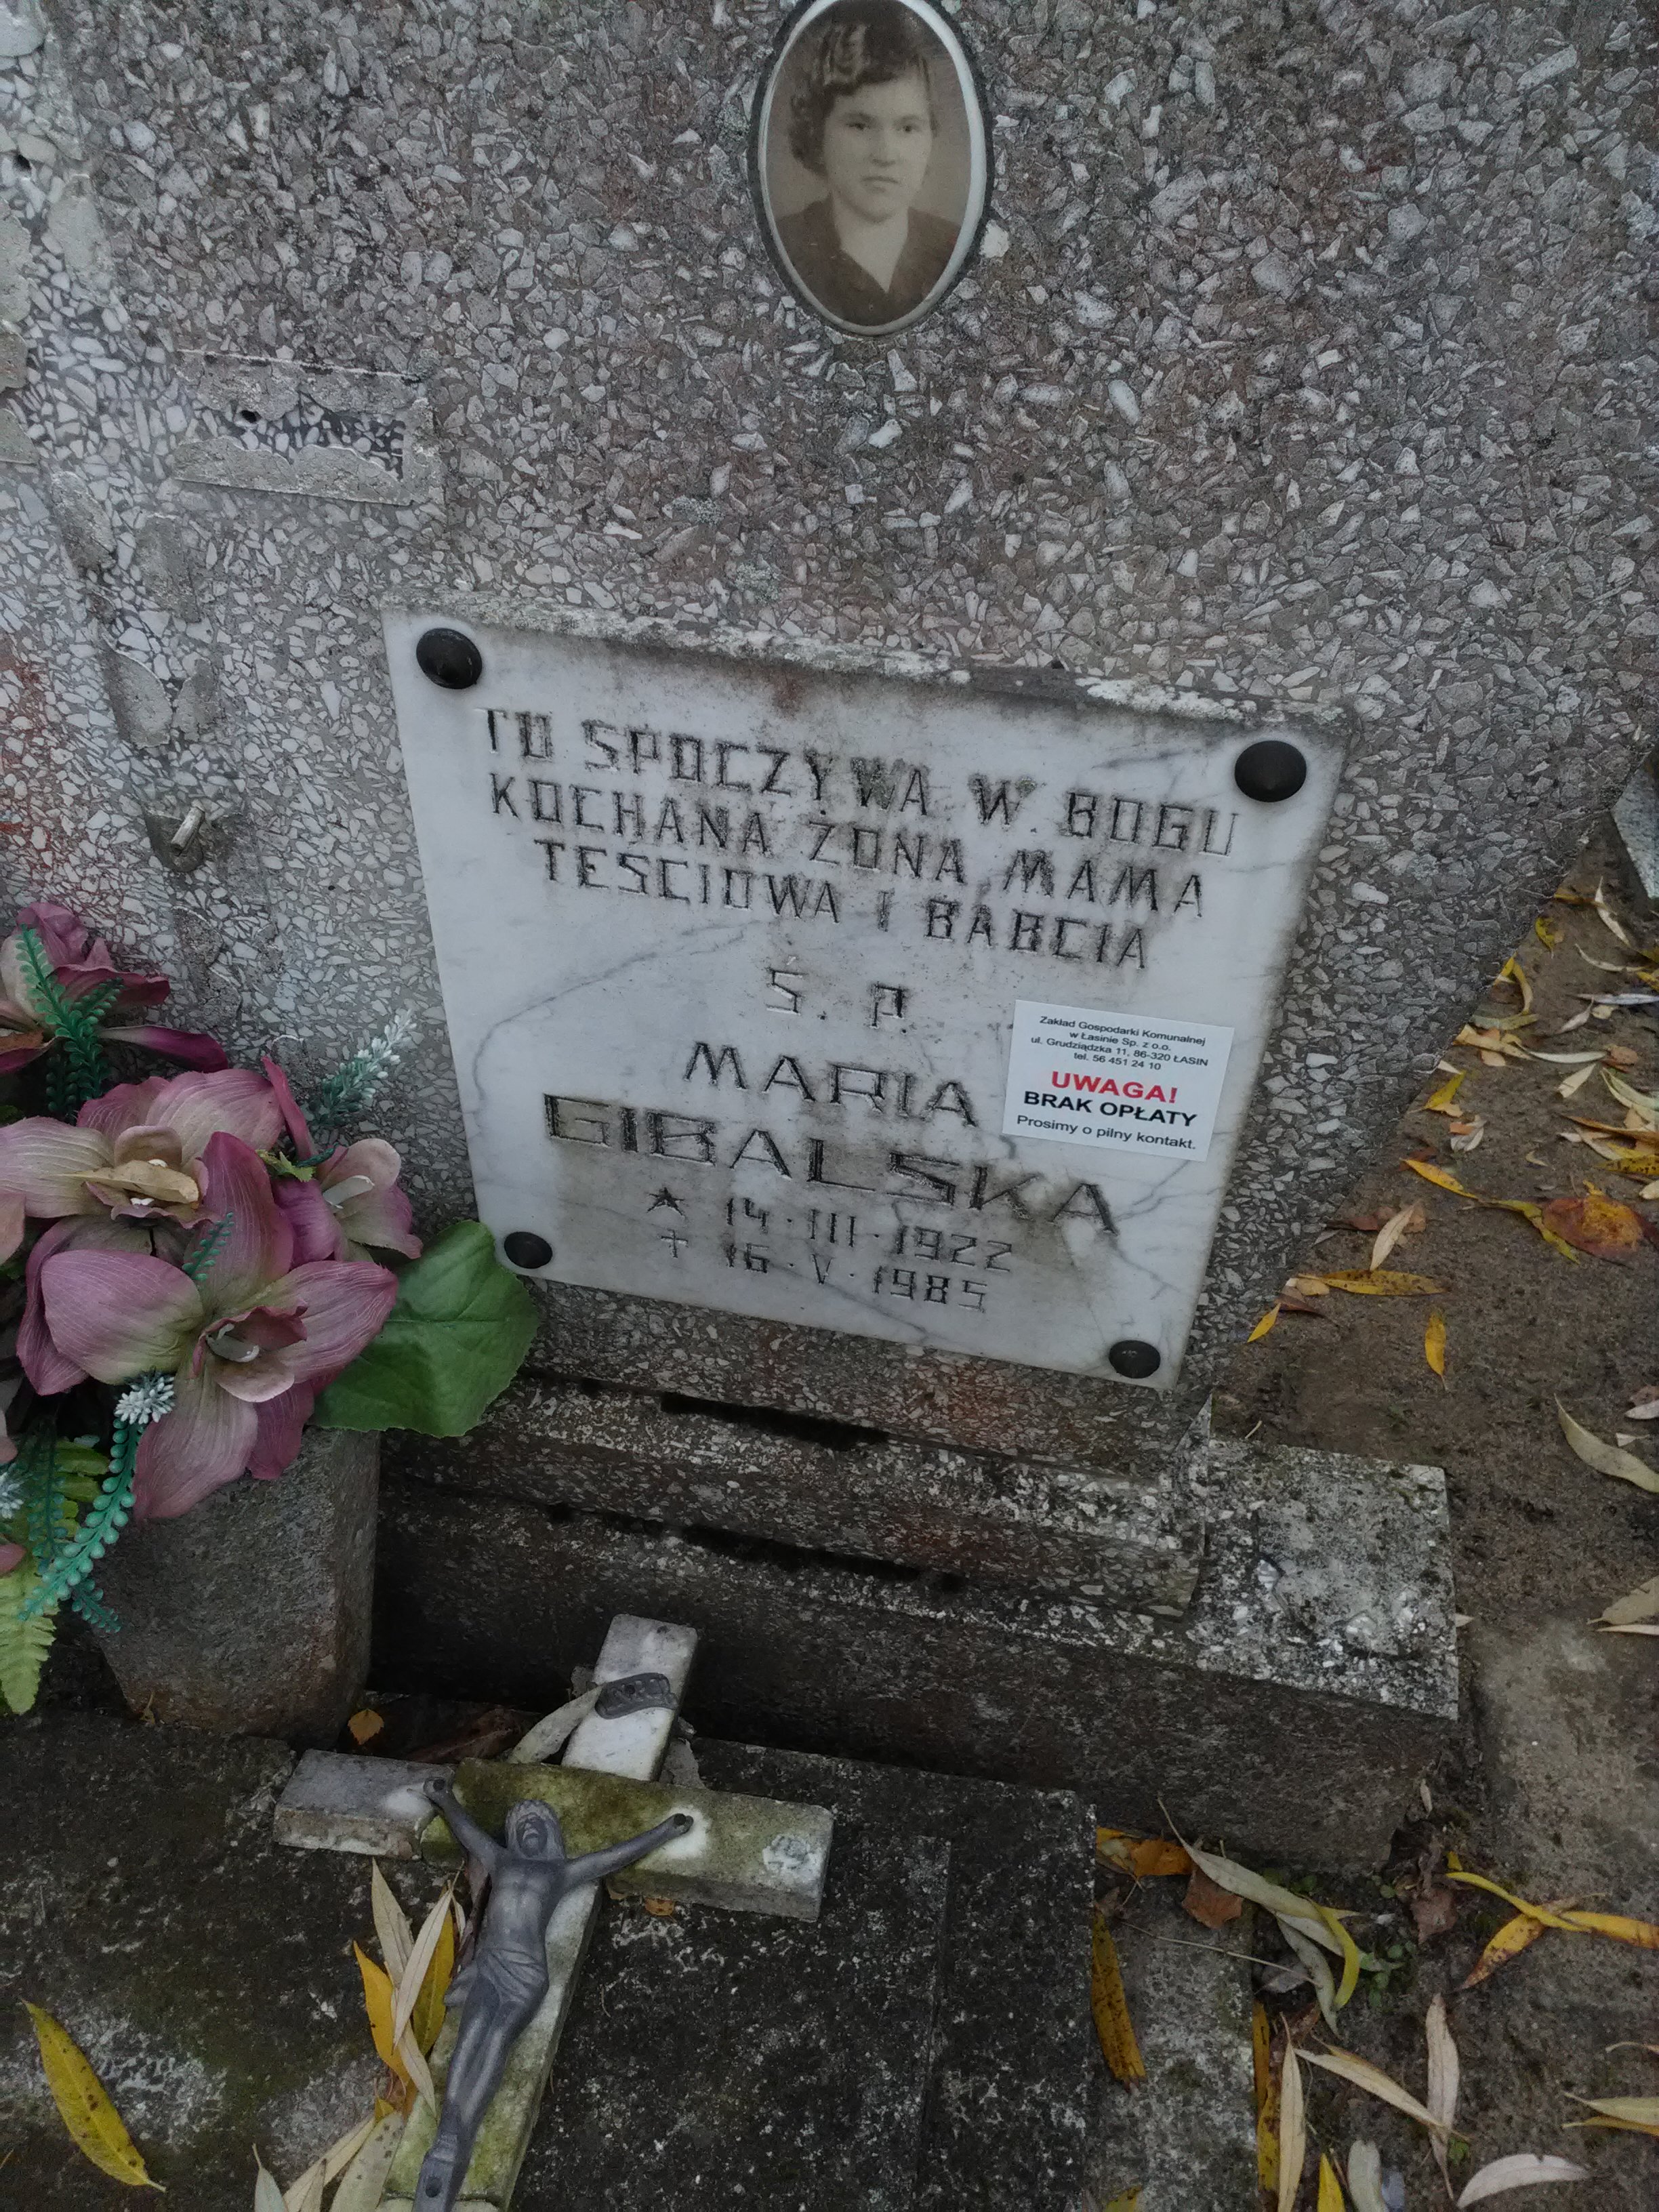 TU SPOCZYWA W BOGU
KOCHANA ŻONA MAMA
TEŚCIOWA I BABCIA
Ś. P.
MARIA
GIBALSKA
★ 14·III·1922
† 16·V·1985
Zakład Gospodarki Komunalnej
w Łasinie Sp. z o.o.
ul. Grudziądzka 11, 86-320 ŁASIN
tel. 56 451 24 10
UWAGA!
BRAK OPŁATY
Prosimy o pilny kontakt.